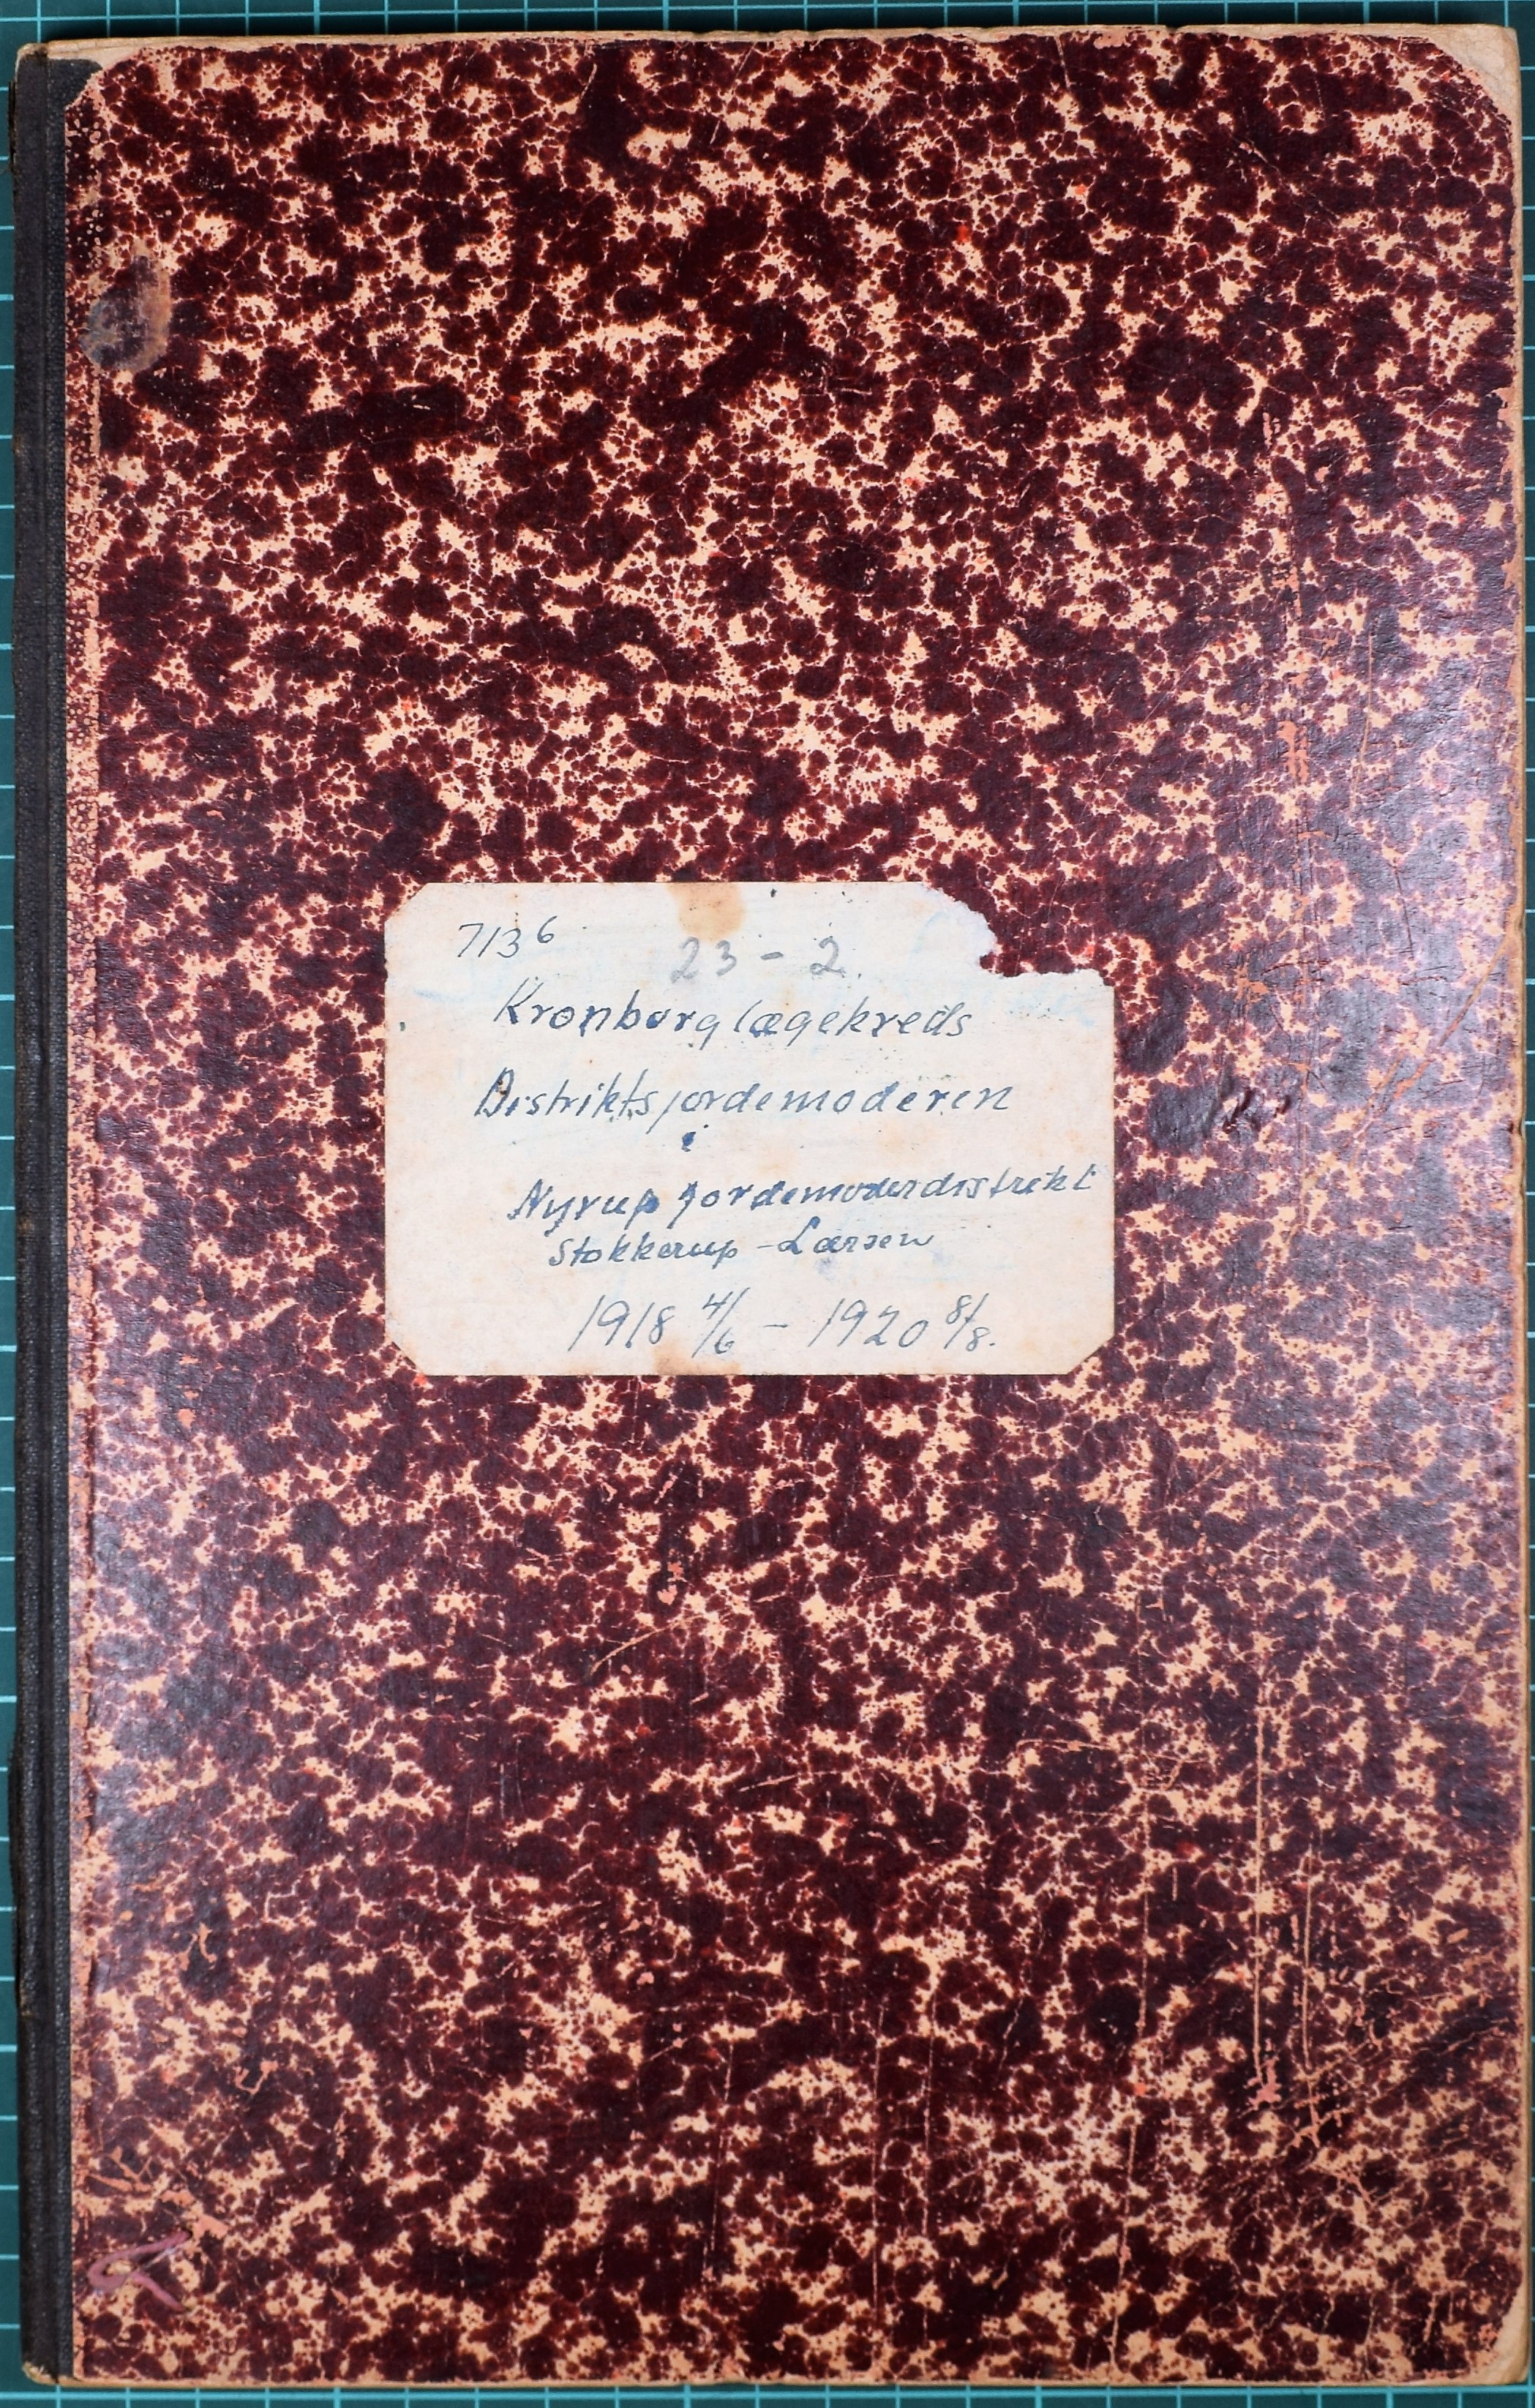 7136
23-2.
Kronborg lægekreds
Distriktsjordemoderen
i
Nyrup jordemoderdistrikt
Stokkerup-Larsen
1918 4/6 - 1920 8/8.